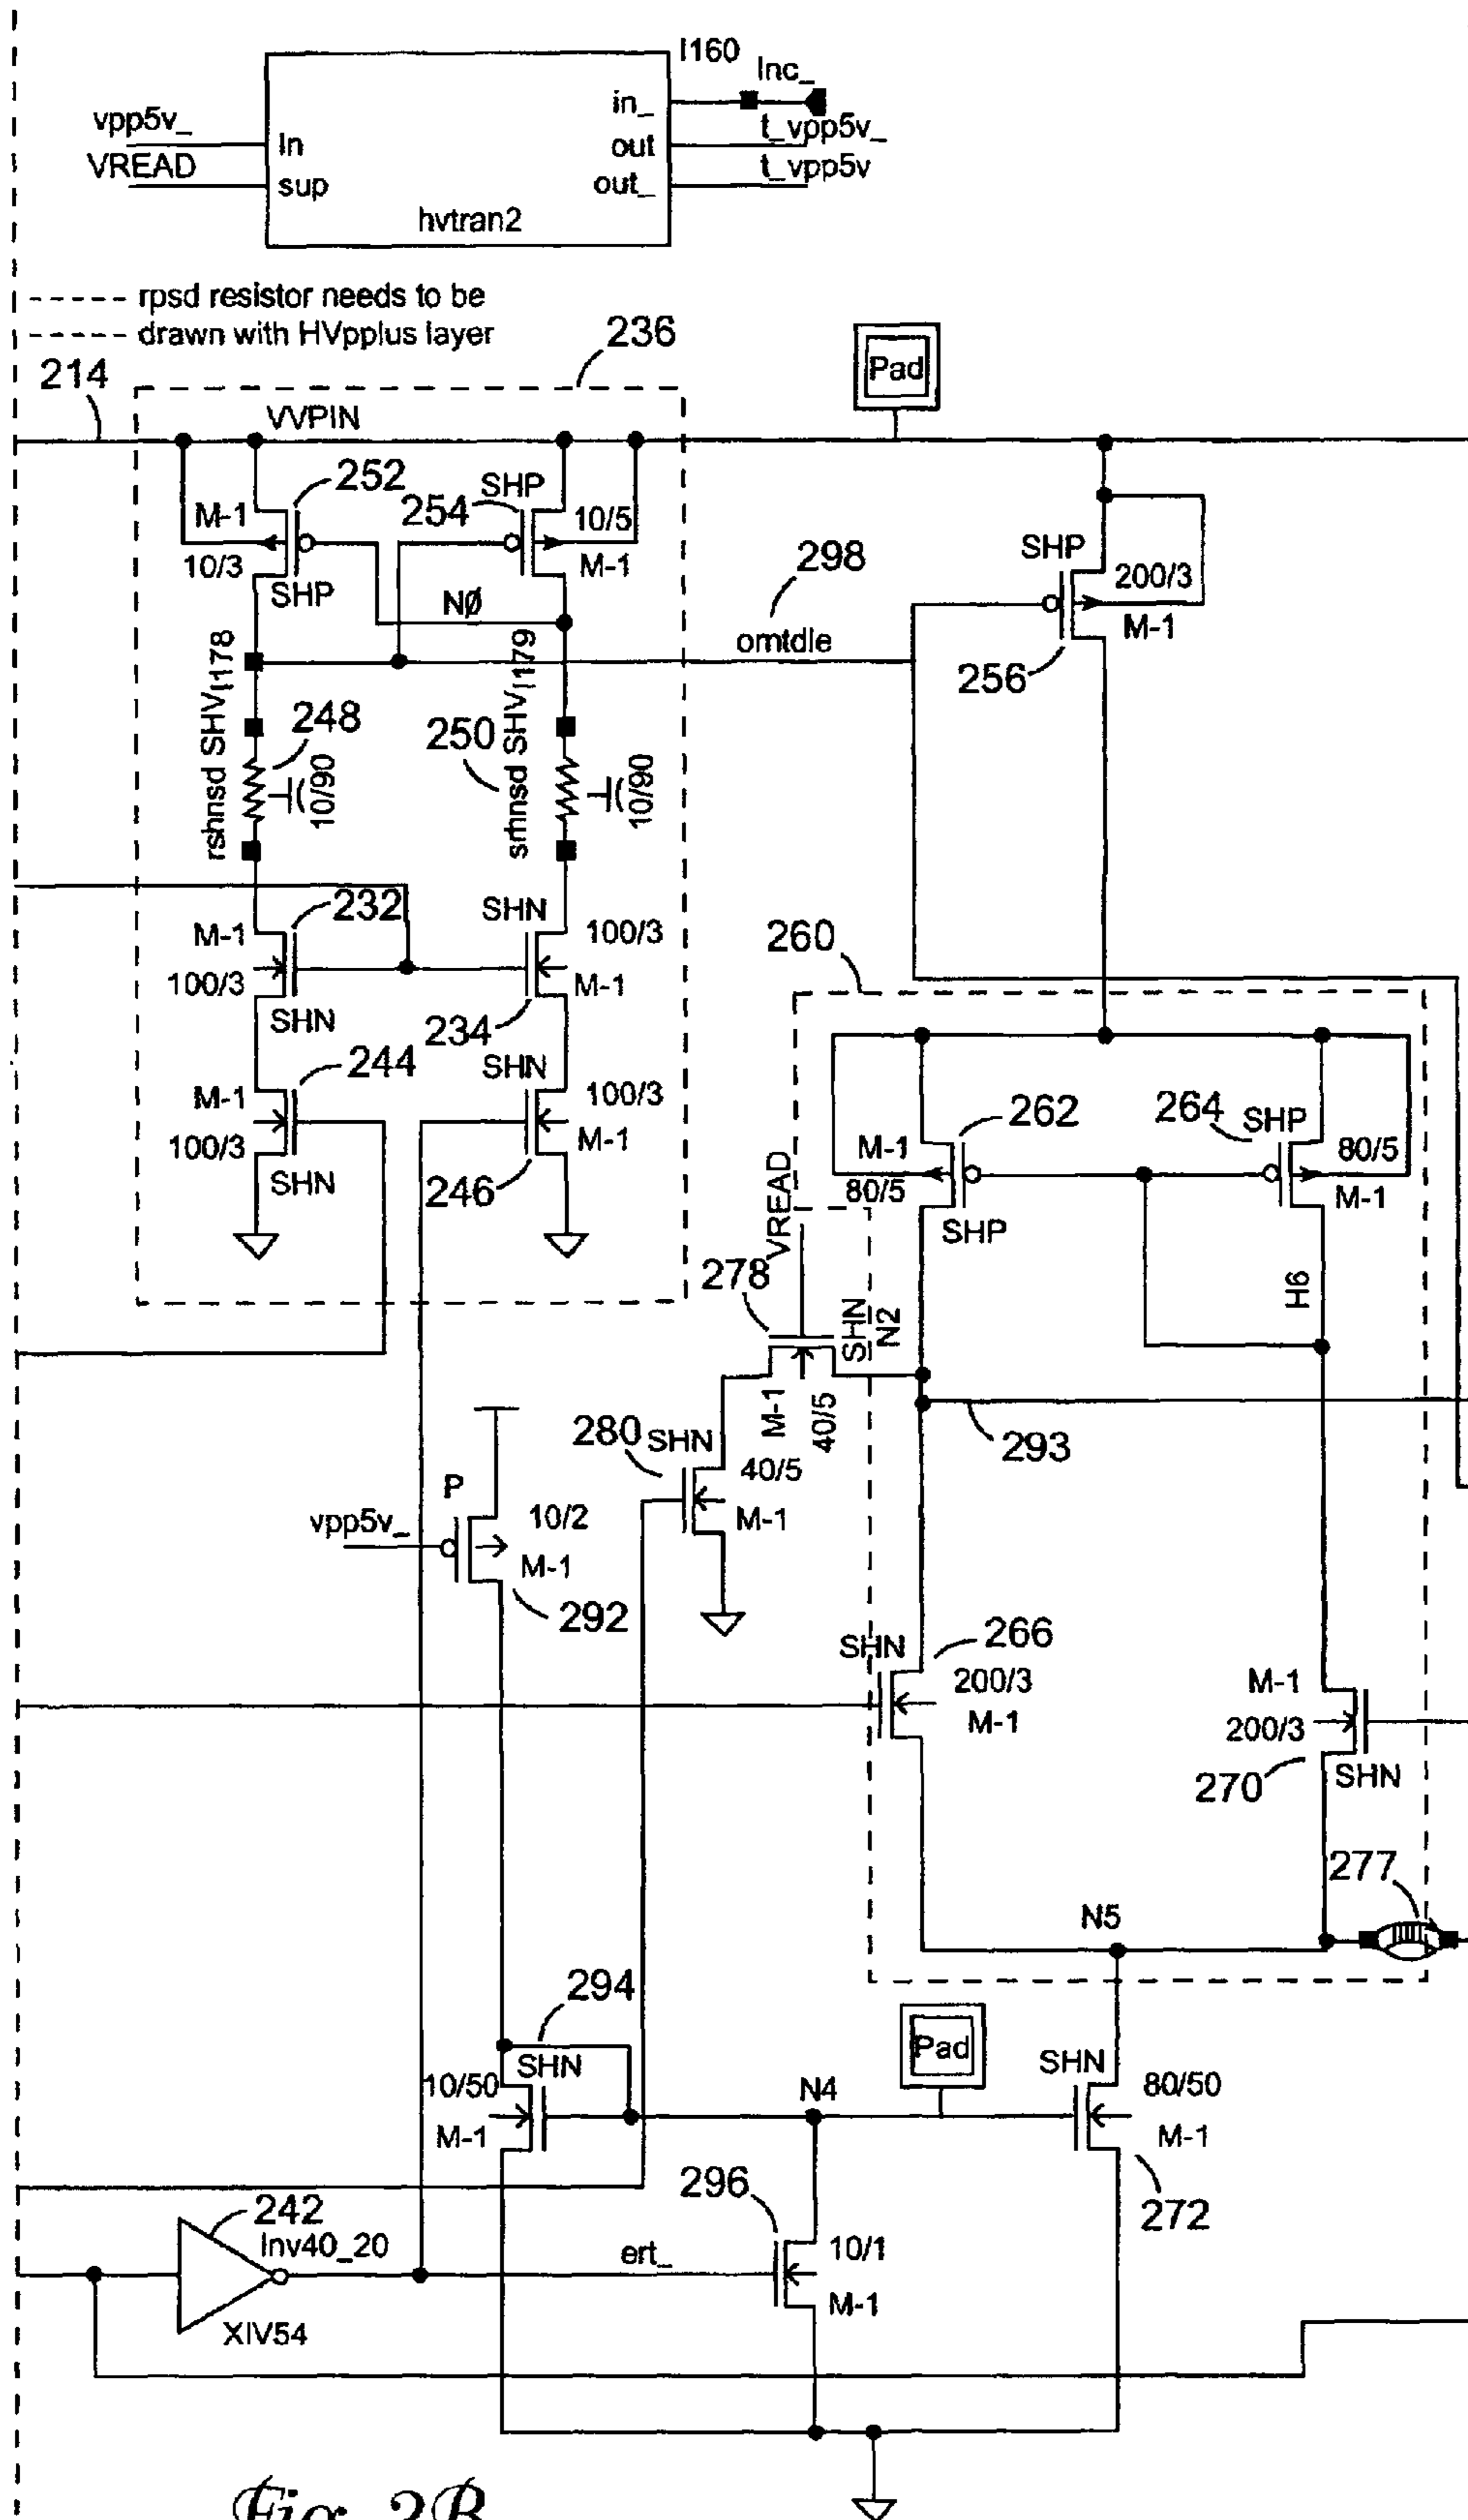 I160
Inc_
vpp5v_
In
in_
t_vpp5v_
out
VREAD
sup
out_
t_vpp5v
hvtran2
rpsd resistor needs to be
drawn with HVpplus layer
236
214
VVPIN
Pad
252
254
SHP
M-1
10/5
10/3
SHP
M-1
NØ
298
omtdle
SHP
200/3
M-1
256
rshnsd SHV I178
srhnsd SHV I179
248
250
10/90
10/90
232
SHN
M-1
100/3
100/3
M-1
SHN
234
260
244
SHN
M-1
100/3
100/3
M-1
SHN
246
262
264
SHP
M-1
80/5
80/5
M-1
SHP
VREAD
278
SHN
N2
H6
M-1
40/5
293
280
SHN
40/5
M-1
P
vpp5v_
10/2
M-1
292
SHN
266
200/3
M-1
M-1
200/3
270
SHN
277
N5
294
SHN
10/50
M-1
N4
Pad
SHN
80/50
M-1
272
296
242
Inv40_20
ert_
10/1
M-1
XIV54
Fig. 2B